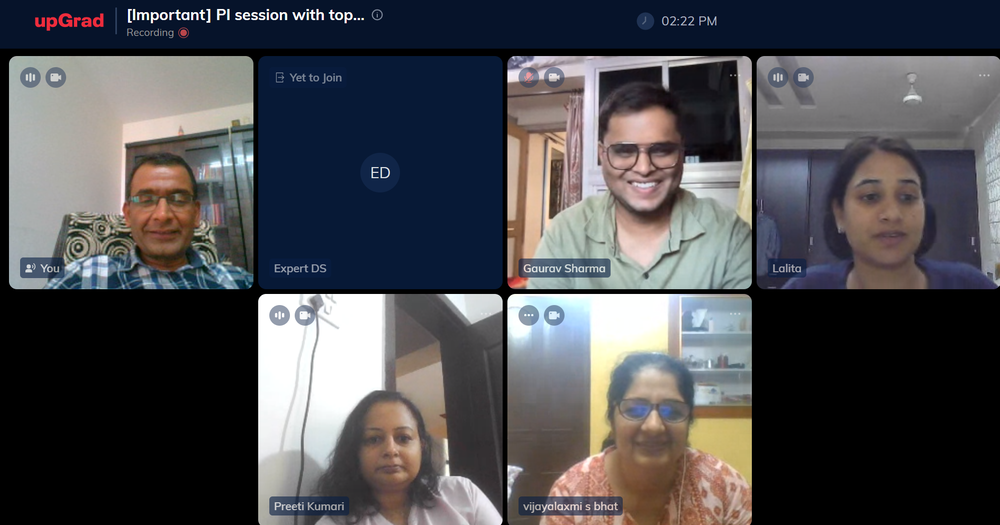 upGrad
[Important] PI session with top...
Recording
02:22 PM
Yet to Join
ED
You
Expert DS
Gaurav Sharma
Lalita
Preeti Kumari
vijayalaxmi s bhat